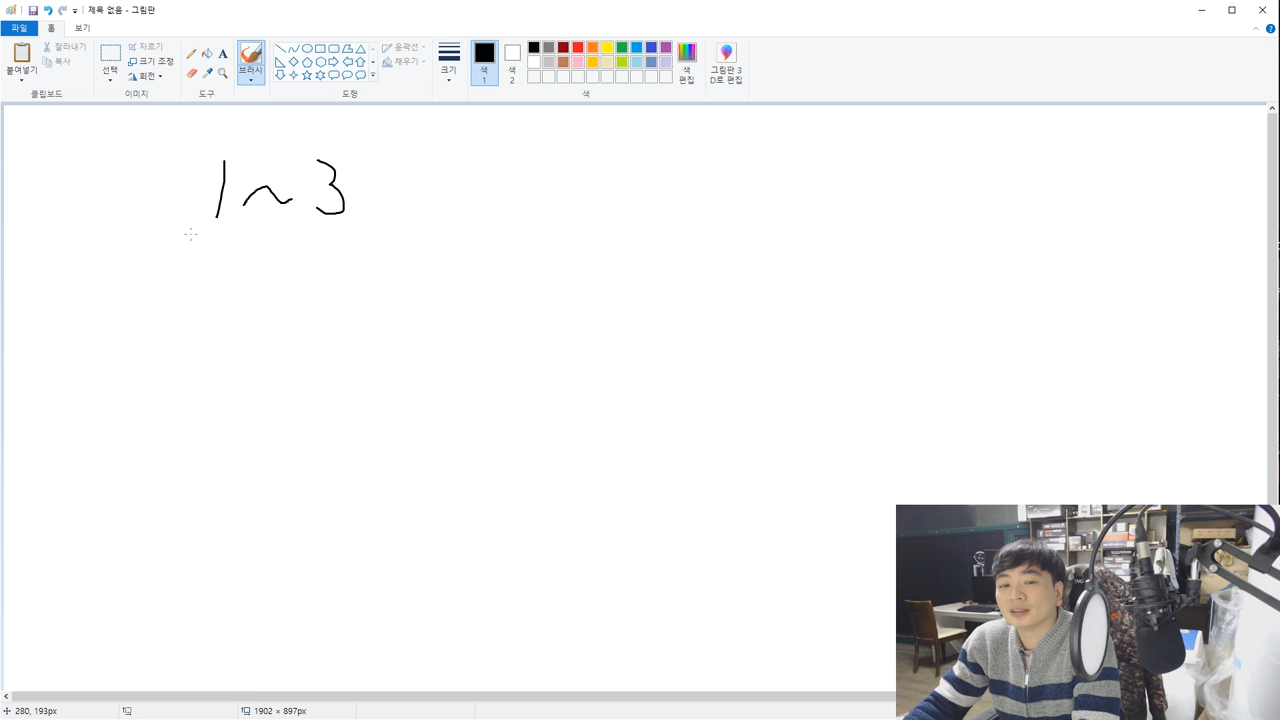 제목 없음 - 그림판
파일 홈 보기
붙여넣기
잘라내기
복사
클립보드
선택
자르기
크기 조정
회전
이미지
A
도구
브러시
윤곽선
채우기
도형
크기
색
1
색
2
색
편집
색
그림판 3
D로 편집
1~3
280, 193px
1902 × 897px